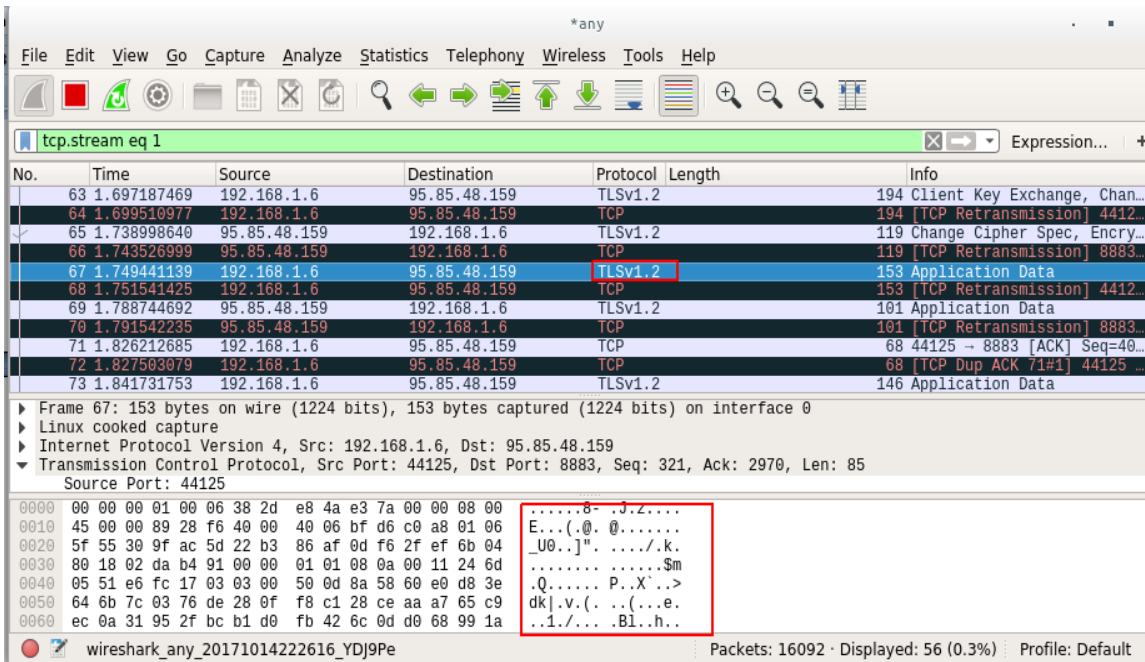 *any
File Edit View Go Capture Analyze Statistics Telephony Wireless Tools Help
tcp.stream eq 1 Expression... +
No. Time Source Destination Protocol Length Info
63 1.697187469 192.168.1.6 95.85.48.159 TLSv1.2 194 Client Key Exchange, Chan…
64 1.699510977 192.168.1.6 95.85.48.159 TCP 194 [TCP Retransmission] 4412…
65 1.738998640 95.85.48.159 192.168.1.6 TLSv1.2 119 Change Cipher Spec, Encry…
66 1.743526999 95.85.48.159 192.168.1.6 TCP 119 [TCP Retransmission] 8883…
67 1.749441139 192.168.1.6 95.85.48.159 TLSv1.2 153 Application Data
68 1.751541425 192.168.1.6 95.85.48.159 TCP 153 [TCP Retransmission] 4412…
69 1.788744692 95.85.48.159 192.168.1.6 TLSv1.2 101 Application Data
70 1.791542235 95.85.48.159 192.168.1.6 TCP 101 [TCP Retransmission] 8883…
71 1.826212685 192.168.1.6 95.85.48.159 TCP 68 44125 → 8883 [ACK] Seq=40…
72 1.827503079 192.168.1.6 95.85.48.159 TCP 68 [TCP Dup ACK 71#1] 44125 …
73 1.841731753 192.168.1.6 95.85.48.159 TLSv1.2 146 Application Data
Frame 67: 153 bytes on wire (1224 bits), 153 bytes captured (1224 bits) on interface 0
Linux cooked capture
Internet Protocol Version 4, Src: 192.168.1.6, Dst: 95.85.48.159
Transmission Control Protocol, Src Port: 44125, Dst Port: 8883, Seq: 321, Ack: 2970, Len: 85
Source Port: 44125
0000 00 00 00 01 00 06 38 2d e8 4a e3 7a 00 00 08 00 ......8- .J.z....
0010 45 00 00 89 28 f6 40 00 40 06 bf d6 c0 a8 01 06 E...(.@. @.......
0020 5f 55 30 9f ac 5d 22 b3 86 af 0d f6 2f ef 6b 04 _U0..]". ..../.k.
0030 80 18 02 da b4 91 00 00 01 01 08 0a 00 11 24 6d ........ ......$m
0040 05 51 e6 fc 17 03 03 00 50 0d 8a 58 60 e0 d8 3e .Q...... P..X`..>
0050 64 6b 7c 03 76 de 28 0f f8 c1 28 ce aa a7 65 c9 dk|.v.(. ..(...e.
0060 ec 0a 31 95 2f bc b1 d0 fb 42 6c 0d d0 68 99 1a ..1./... .Bl..h..
wireshark_any_20171014222616_YDJ9Pe Packets: 16092 · Displayed: 56 (0.3%) Profile: Default